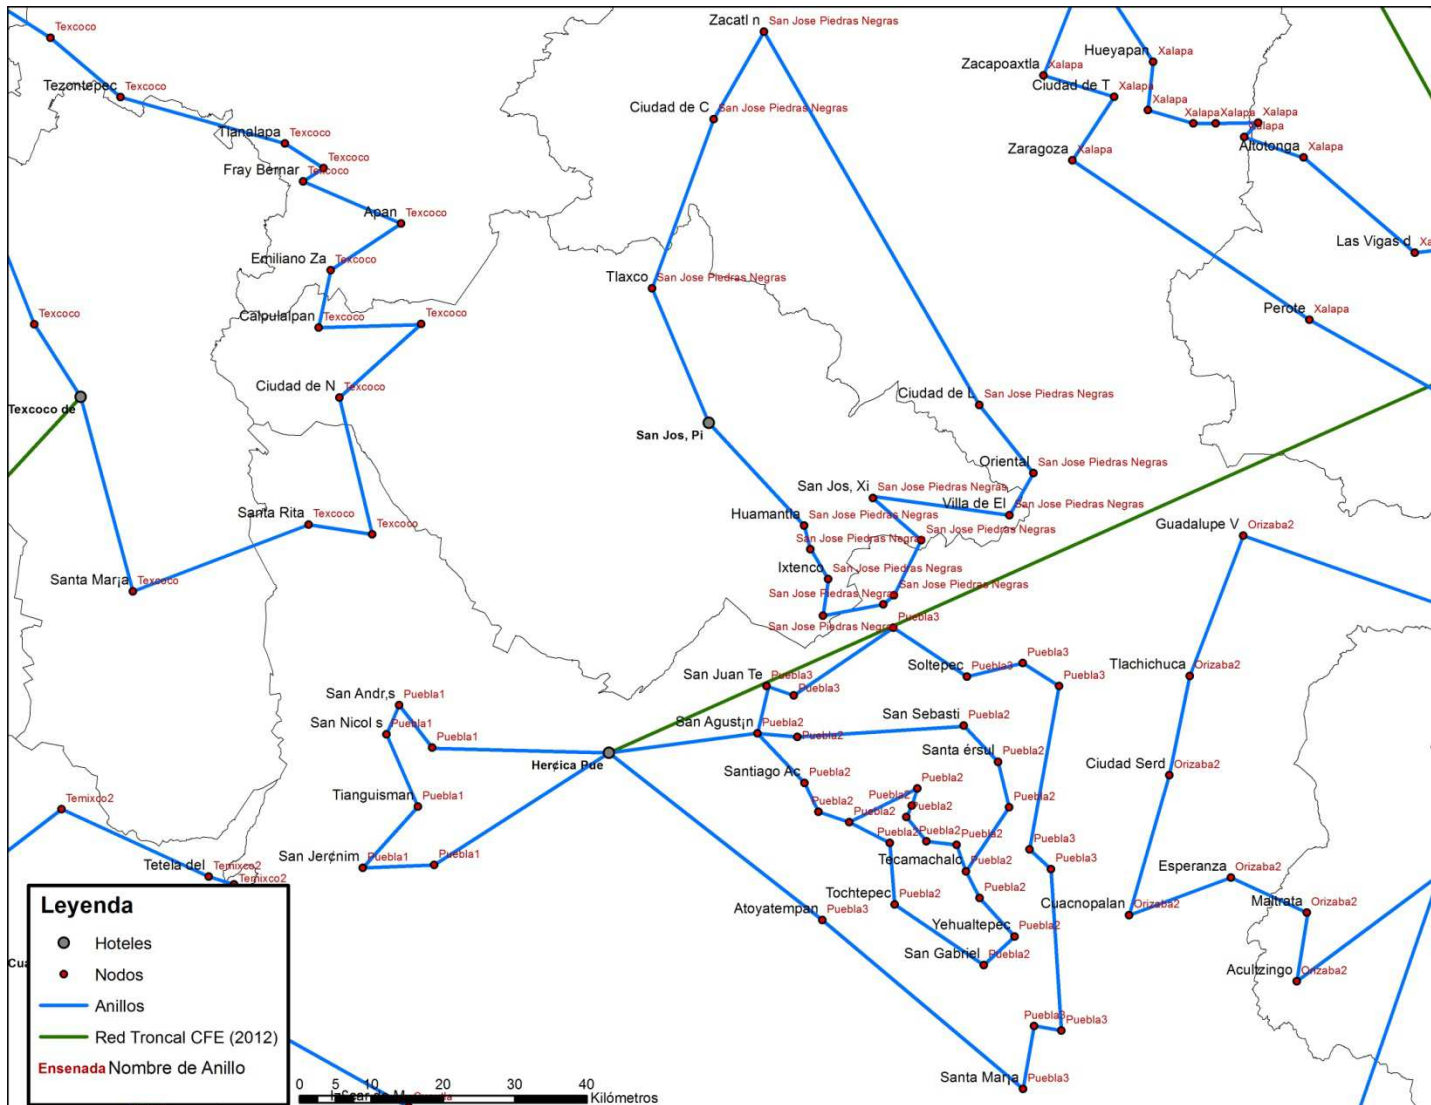 Texcoco
Zacatl n San Jose Piedras Negras
Hueyapan Xalapa
Zacapoaxtla Xalapa
Tezontepec Texcoco
Ciudad de T Xalapa
Xalapa
Ciudad de C San Jose Piedras Negras
Xalapa Xalapa Xalapa
Xalapa
Tlanalapa Texcoco
Altotonga Xalapa
Zaragoza Xalapa
Texcoco
Fray Bernar Texcoco
Apan Texcoco
Las Vigas d
Emiliano Za Texcoco
Tlaxco San Jose Piedras Negras
Calpulalpan Texcoco
Texcoco
Texcoco
Perote Xalapa
Ciudad de N Texcoco
Ciudad de L San Jose Piedras Negras
Texcoco de
San Jos, Pi
Oriental San Jose Piedras Negras
San Jos, Xi San Jose Piedras Negras
Villa de El San Jose Piedras Negras
Santa Rita Texcoco
Texcoco
Huamantla San Jose Piedras Negras
San Jose Piedras Negras
San Jose Piedras Negras
Guadalupe V Orizaba2
Ixtenco San Jose Piedras Negras
Santa Mar¡a Texcoco
San Jose Piedras Negras
San Jose Piedras Negras
San Jose Piedras Negras
Puebla3
Soltepec Puebla3
Puebla3
Puebla3
Tlachichuca Orizaba2
San Juan Te Puebla3
Puebla3
San Andr‚s Puebla1
San Nicol s Puebla1
Puebla1
San Agust¡n Puebla2
Puebla2
San Sebasti Puebla2
Santa érsul Puebla2
Her¢ica Pue
Santiago Ac Puebla2
Ciudad Serd Orizaba2
Puebla2
Puebla2
Puebla2
Puebla2
Puebla2
Puebla2
Tianguisman Puebla1
Temixco2
Puebla2
Puebla2
Puebla2
Puebla3
Puebla3
San Jer¢nim Puebla1
Puebla1
Tetela del Temixco2
Temixco2
Tecamachalc
Puebla2
Esperanza Orizaba2
Tochtepec Puebla2
Atoyatempan Puebla3
Cuacnopalan Orizaba2
Maltrata Orizaba2
Yehualtepec Puebla2
San Gabriel Puebla2
Acultzingo Orizaba2
Puebla3
Puebla3
Santa Mar¡a Puebla3
Leyenda
Hoteles
Nodos
Anillos
Red Troncal CFE (2012)
Ensenada Nombre de Anillo
0 5 10 20 30 40
Kilómetros